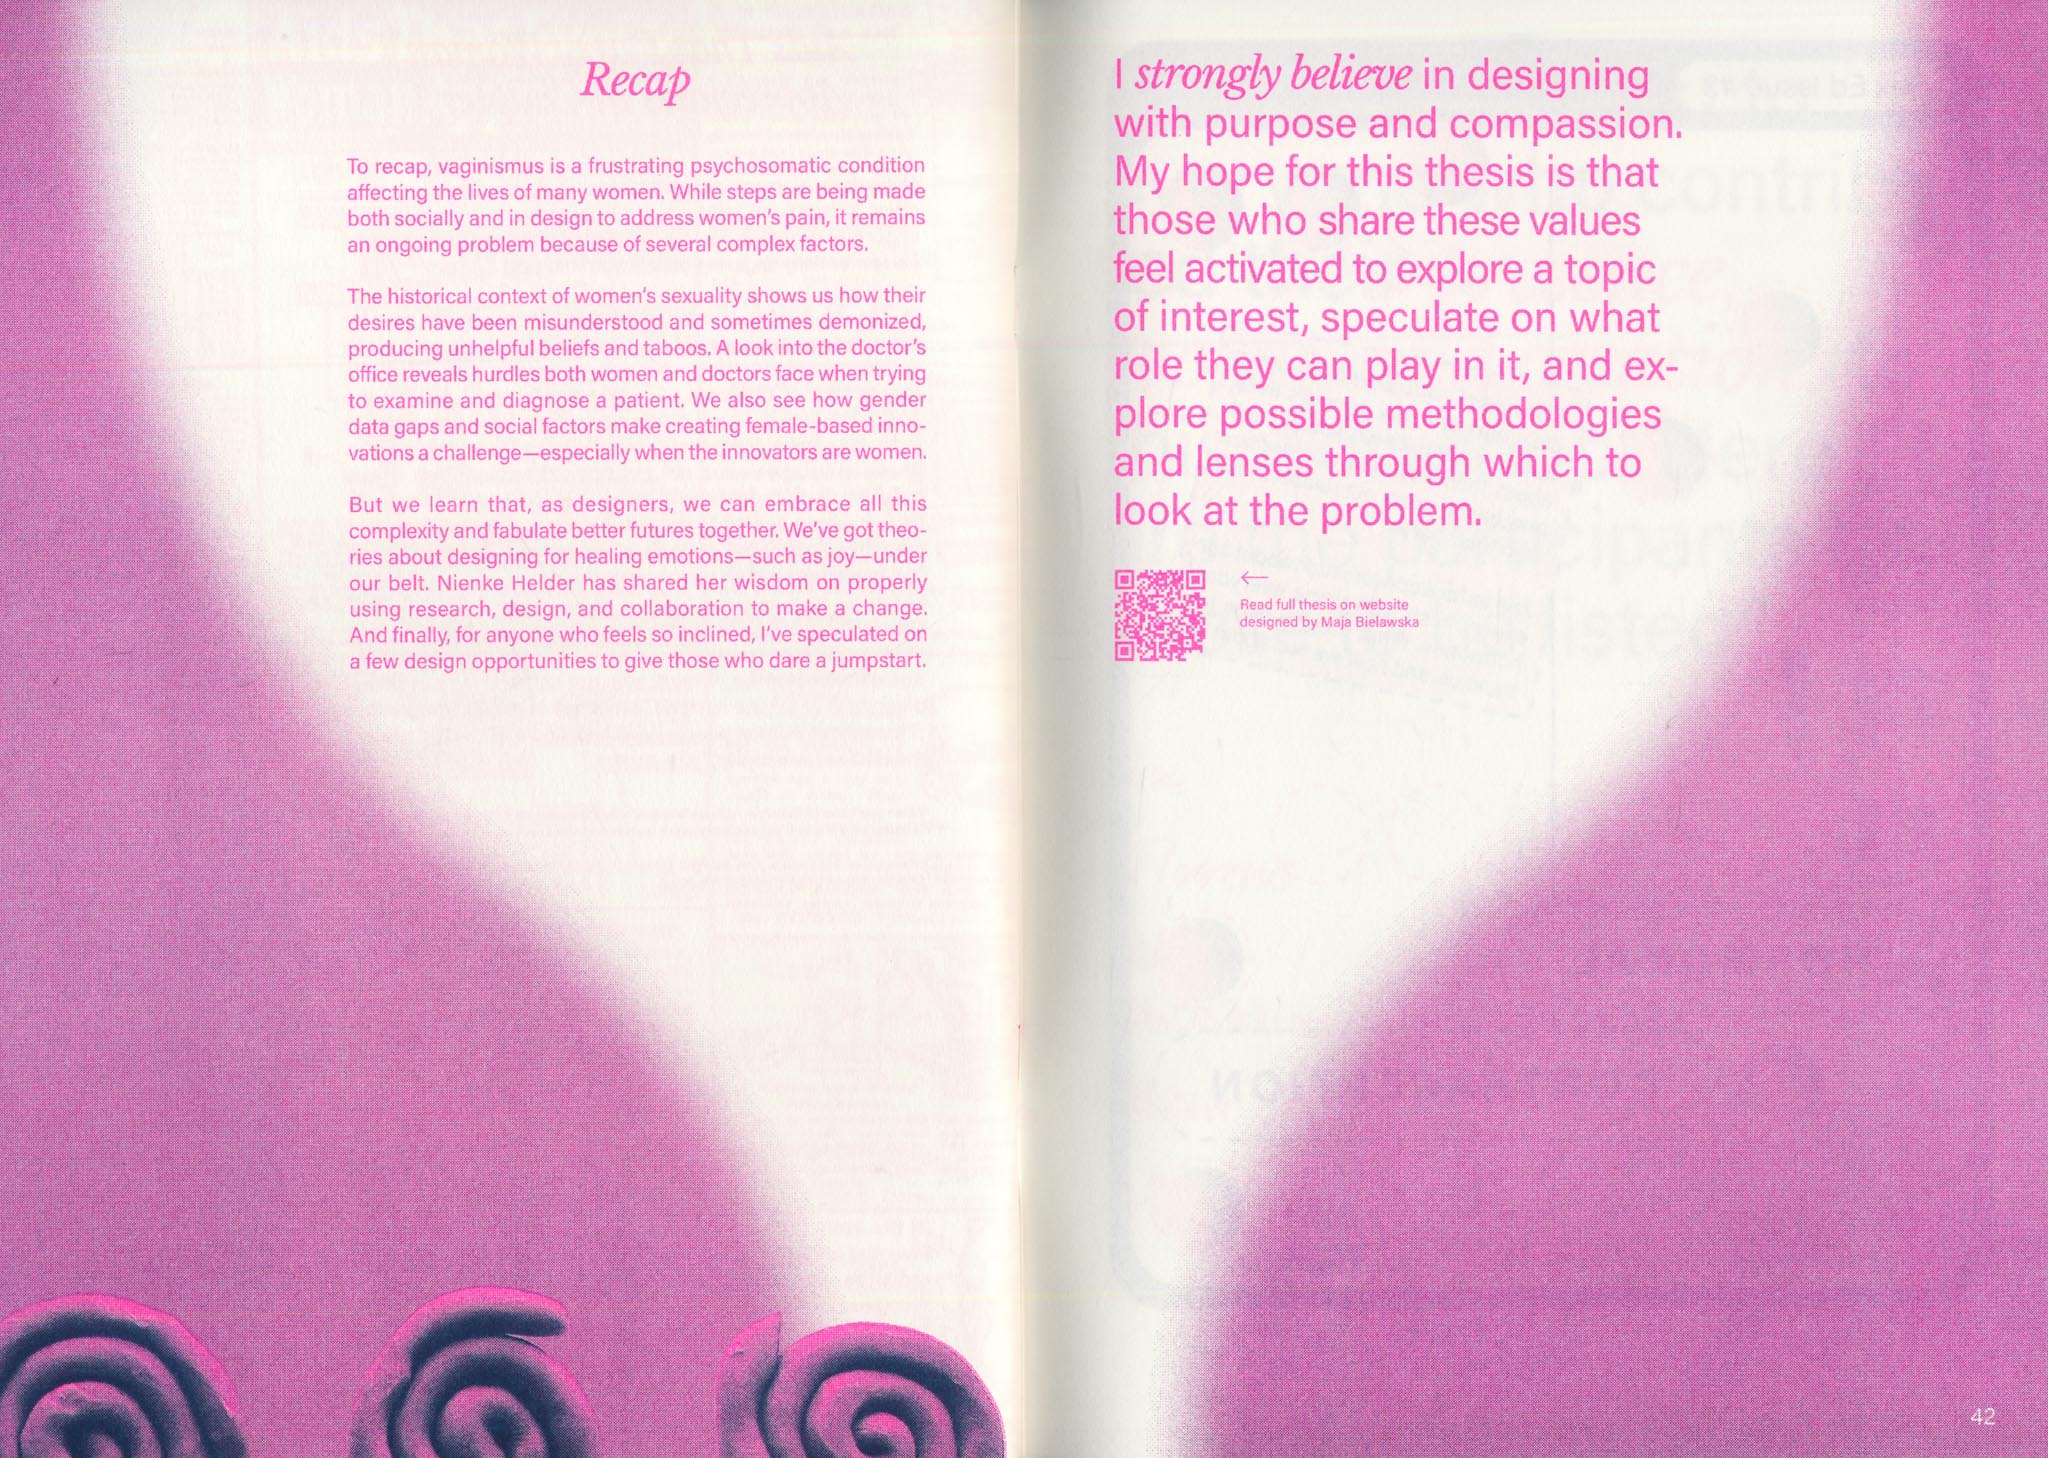 Recap
To recap, vaginismus is a frustrating psychosomatic condition
affecting the lives of many women. While steps are being made
both socially and in design to address women's pain, it remains
an ongoing problem because of several complex factors.
The historical context of women's sexuality shows us how their
desires have been misunderstood and sometimes demonized,
producing unhelpful beliefs and taboos. A look into the doctor's
office reveals hurdles both women and doctors face when trying
to examine and diagnose a patient. We also see how gender
data gaps and social factors make creating female-based inno-
vations a challenge—especially when the innovators are women.
But we learn that, as designers, we can embrace all this
complexity and fabulate better futures together. We've got theo-
ries about designing for healing emotions—such as joy—under
our belt. Nienke Helder has shared her wisdom on properly
using research, design, and collaboration to make a change.
And finally, for anyone who feels so inclined, I've speculated on
a few design opportunities to give those who dare a jumpstart.
I strongly believe in designing
with purpose and compassion.
My hope for this thesis is that
those who share these values
feel activated to explore a topic
of interest, speculate on what
role they can play in it, and ex-
plore possible methodologies
and lenses through which to
look at the problem.
←
Read full thesis on website
designed by Maja Bielawska
42